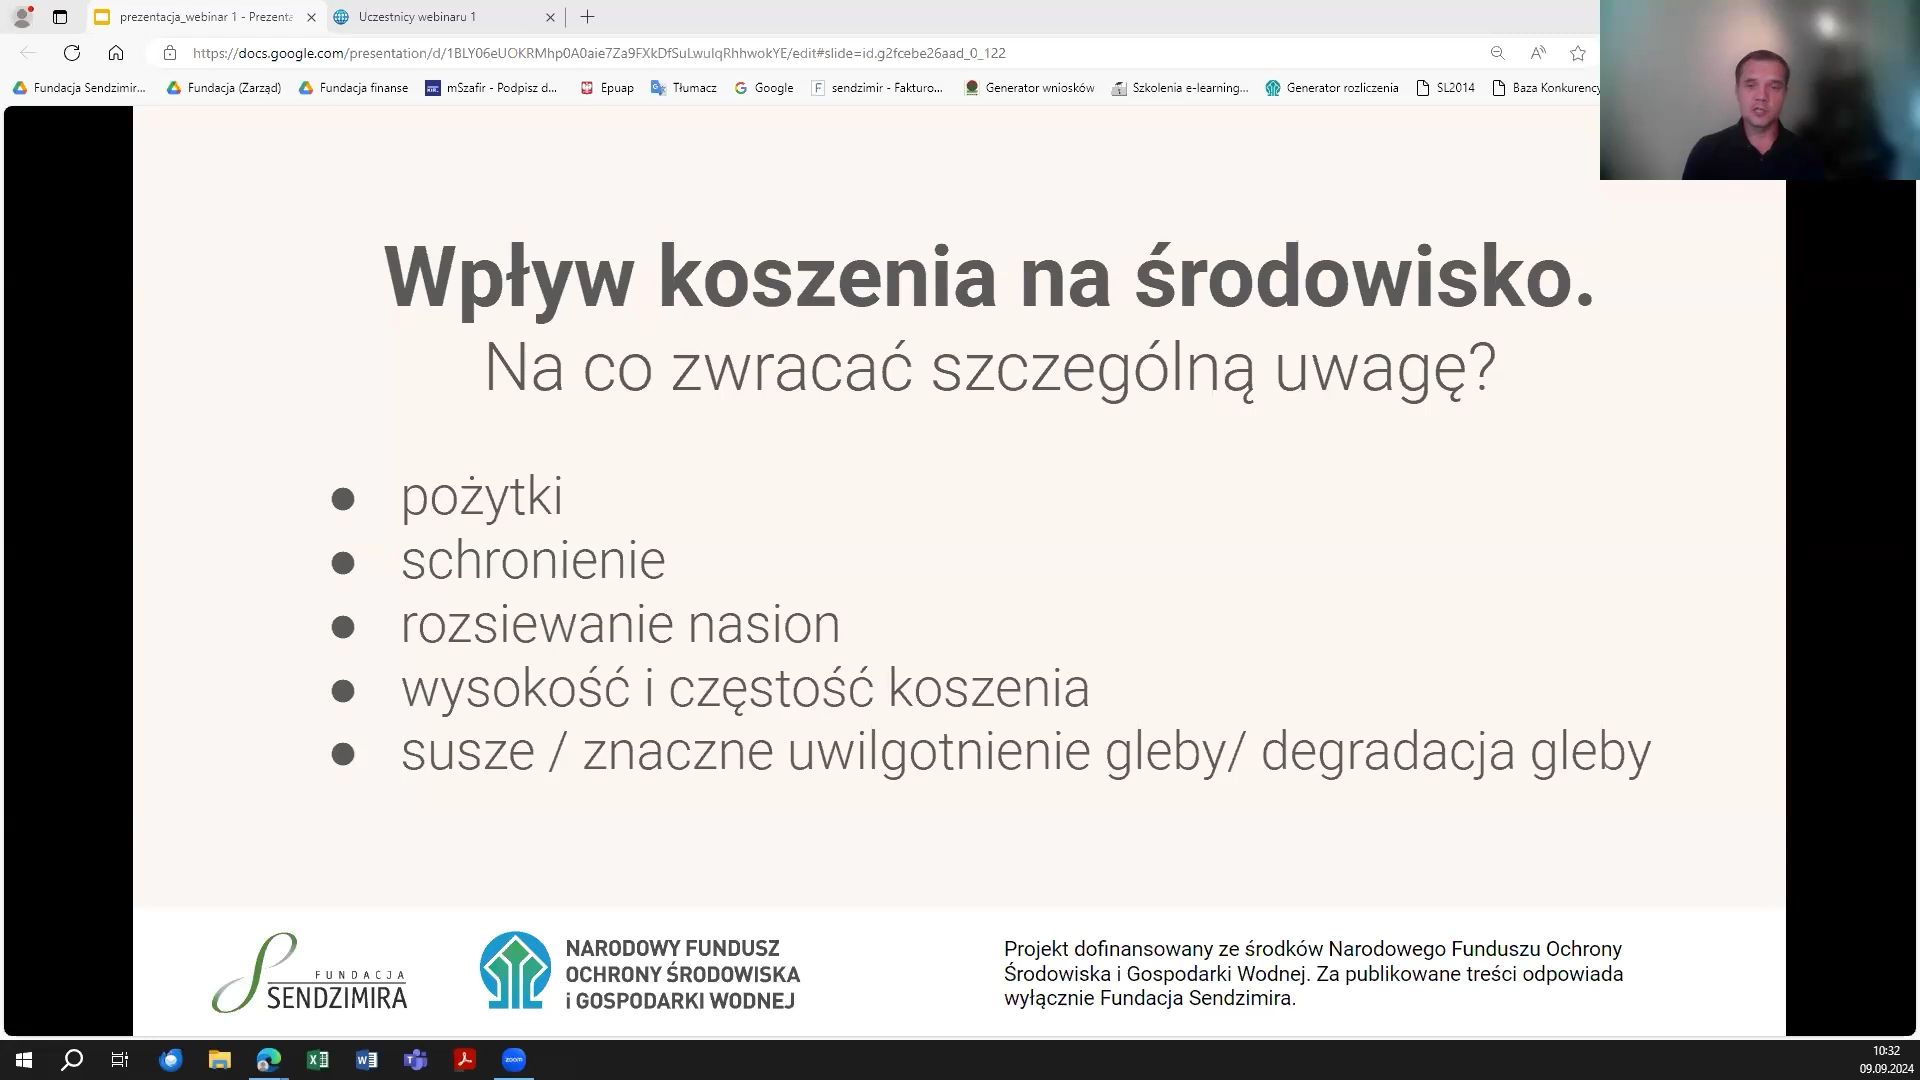 prezentacja_webinar 1 - Prezenta
Uczestnicy webinaru 1
https://docs.google.com/presentation/d/1BLY06eUOKRMhp0A0aie7Za9FXkDfSuLwuIqRhhwokYE/edit#slide=id.g2fcebe26aad_0_122
Fundacja Sendzimir...
Fundacja (Zarząd)
Fundacja finanse
mSzafir - Podpisz d...
Epuap
Tłumacz
Google
sendzimir - Fakturo...
Generator wniosków
Szkolenia e-learning...
Generator rozliczenia
SL2014
Baza Konkurency
Wpływ koszenia na środowisko.
Na co zwracać szczególną uwagę?
● pożytki
● schronienie
● rozsiewanie nasion
● wysokość i częstość koszenia
● susze / znaczne uwilgotnienie gleby/ degradacja gleby
FUNDACJA
SENDZIMIRA
NARODOWY FUNDUSZ
OCHRONY ŚRODOWISKA
i GOSPODARKI WODNEJ
Projekt dofinansowany ze środków Narodowego Funduszu Ochrony
Środowiska i Gospodarki Wodnej. Za publikowane treści odpowiada
wyłącznie Fundacja Sendzimira.
zoom
10:32
09.09.2024